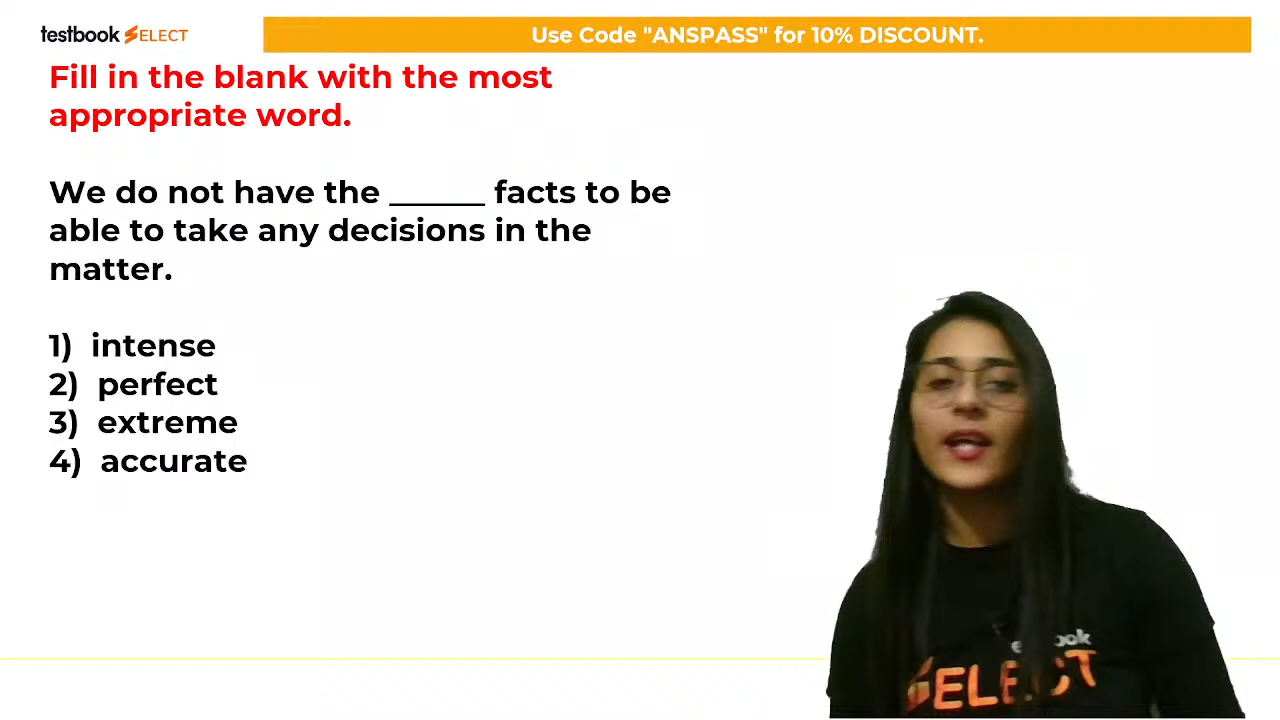 testbook SELECT
Use Code "ANSPASS" for 10% DISCOUNT.
Fill in the blank with the most
appropriate word.
We do not have the ______ facts to be
able to take any decisions in the
matter.
1) intense
2) perfect
3) extreme
4) accurate
SELECT